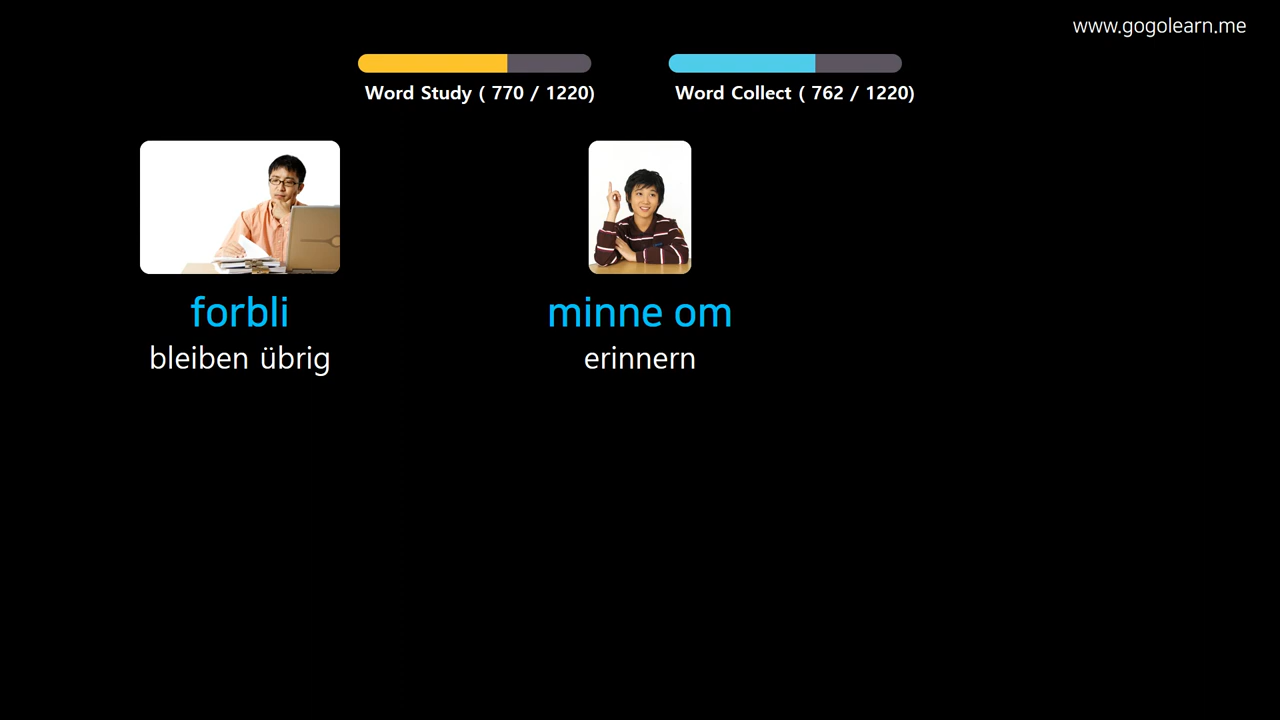 www.gogolearn.me
Word Study ( 770 / 1220)
Word Collect ( 762 / 1220)
forbli
minne om
bleiben übrig
erinnern